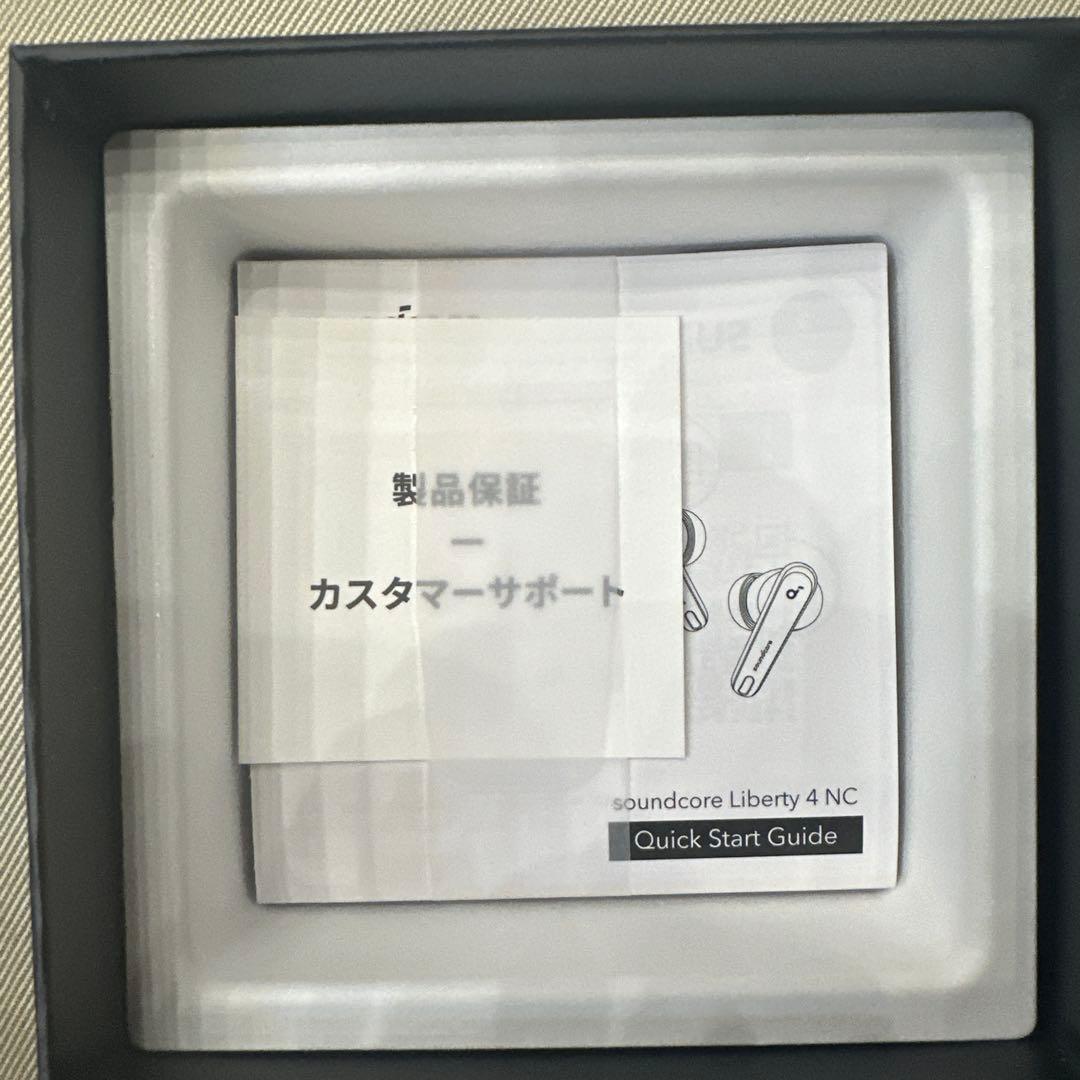 製品保証
ー
カスタマーサポート
soundcore
soundcore Liberty 4 NC
Quick Start Guide